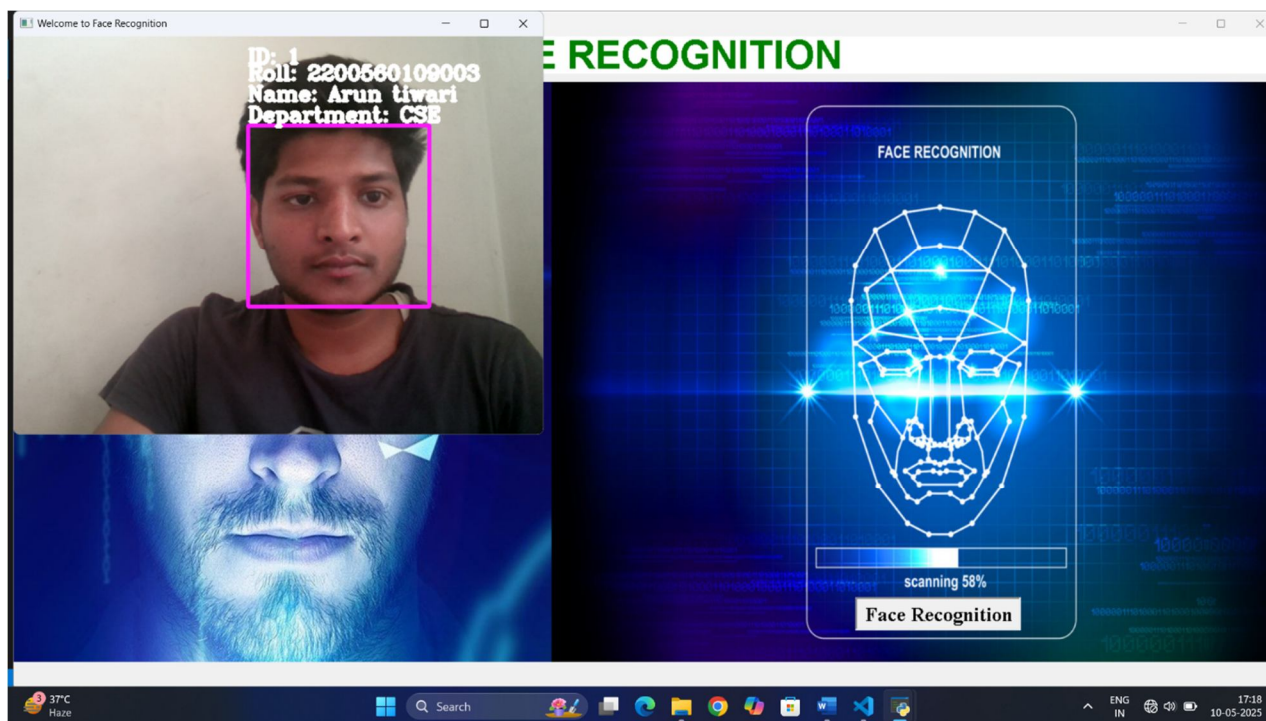 Welcome to Face Recognition
E RECOGNITION
ID: 1
Roll: 2200560109003
Name: Arun tiwari
Department: CSE
FACE RECOGNITION
scanning 58%
Face Recognition
3
37°C
Haze
Search
ENG
IN
17:18
10-05-2025